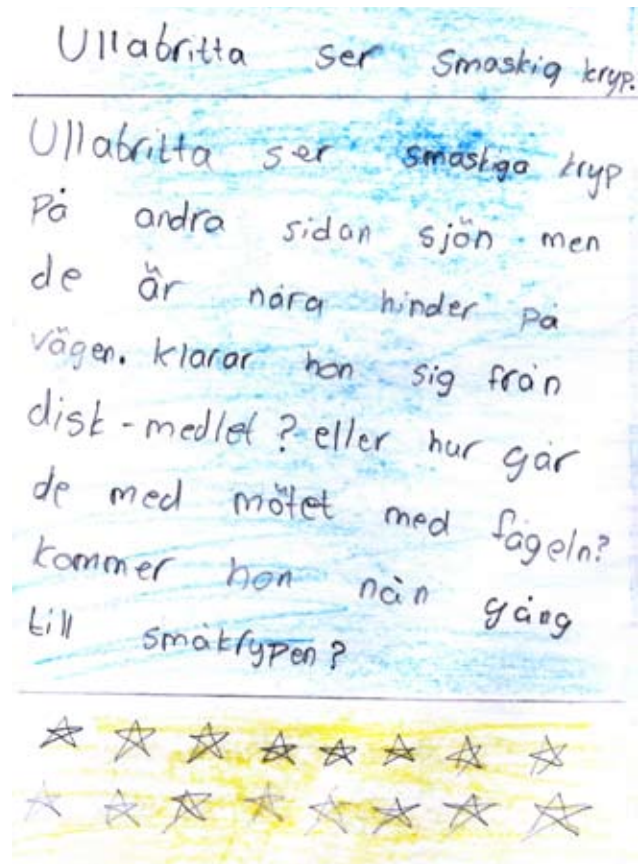 Ullabritta ser smaskig kryp.
Ullabritta ser smaskiga kryp
På andra sidan sjön men
de är nåra hinder på
vägen. klarar hon sig från
disk-medlet? eller hur går
de med mötet med fågeln?
kommer hon nån gång
till småkrypen?